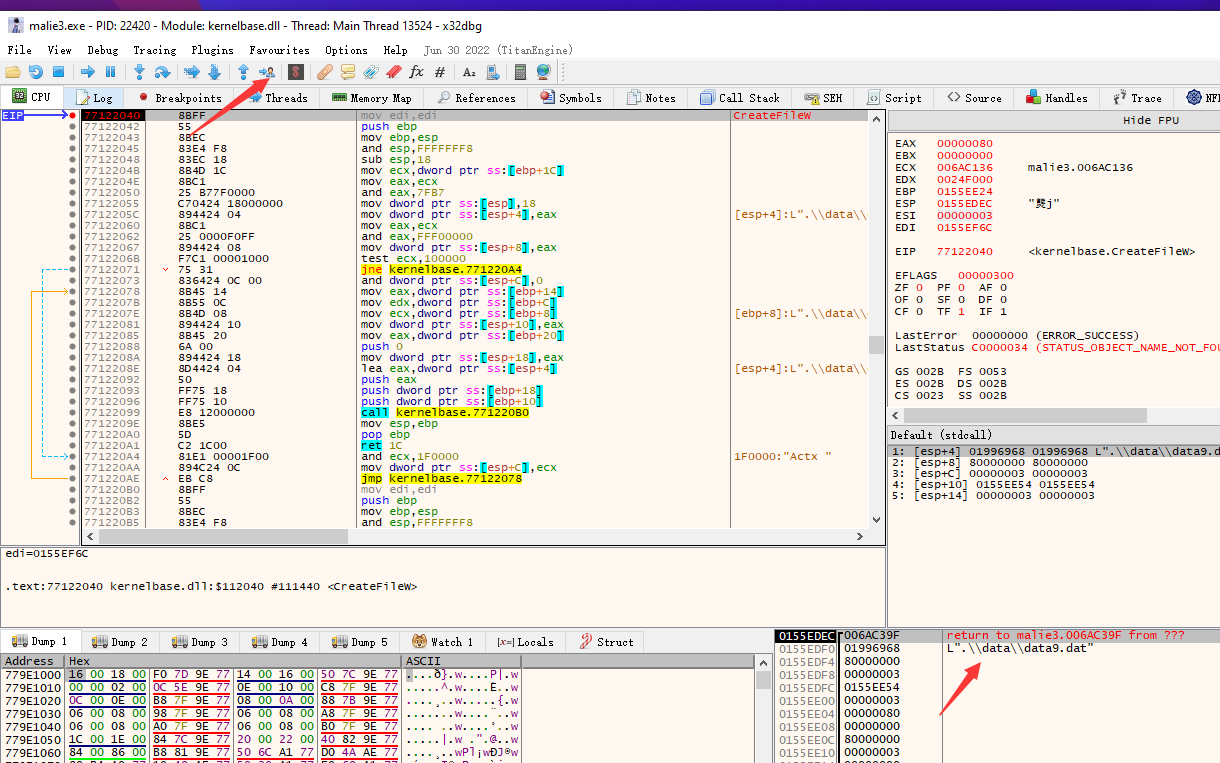 malie3.exe - PID: 22420 - Module: kernelbase.dll - Thread: Main Thread 13524 - x32dbg
File View Debug Tracing Plugins Favourites Options Help Jun 30 2022 (TitanEngine)
CPU Log Breakpoints Threads Memory Map References Symbols Notes Call Stack SEH Script Source Handles Trace
EIP 77122040 8BFF mov edi,edi CreateFileW
77122042 55 push ebp
77122043 8BEC mov ebp,esp
77122045 83E4 F8 and esp,FFFFFFF8
77122048 83EC 18 sub esp,18
7712204B 8B4D 1C mov ecx,dword ptr ss:[ebp+1C]
7712204E 8BC1 mov eax,ecx
77122050 25 B77F0000 and eax,7FB7
77122055 C70424 18000000 mov dword ptr ss:[esp],18
7712205C 894424 04 mov dword ptr ss:[esp+4],eax [esp+4]:L".\\data\\
77122060 8BC1 mov eax,ecx
77122062 25 0000F0FF and eax,FFF00000
77122067 894424 08 mov dword ptr ss:[esp+8],eax
7712206B F7C1 00001000 test ecx,100000
77122071 75 31 jne kernelbase.771220A4
77122073 836424 0C 00 and dword ptr ss:[esp+C],0
77122078 8B45 14 mov eax,dword ptr ss:[ebp+14]
7712207B 8B55 0C mov edx,dword ptr ss:[ebp+C]
7712207E 8B4D 08 mov ecx,dword ptr ss:[ebp+8] [ebp+8]:L".\\data\\
77122081 894424 10 mov dword ptr ss:[esp+10],eax
77122085 8B45 20 mov eax,dword ptr ss:[ebp+20]
77122088 6A 00 push 0
7712208A 894424 18 mov dword ptr ss:[esp+18],eax
7712208E 8D4424 04 lea eax,dword ptr ss:[esp+4] [esp+4]:L".\\data\\
77122092 50 push eax
77122093 FF75 18 push dword ptr ss:[ebp+18]
77122096 FF75 10 push dword ptr ss:[ebp+10]
77122099 E8 12000000 call kernelbase.771220B0
7712209E 8BE5 mov esp,ebp
771220A0 5D pop ebp
771220A1 C2 1C00 ret 1C
771220A4 81E1 00001F00 and ecx,1F0000 1F0000:"Actx "
771220AA 894C24 0C mov dword ptr ss:[esp+C],ecx
771220AE EB C8 jmp kernelbase.77122078
771220B0 8BFF mov edi,edi
771220B2 55 push ebp
771220B3 8BEC mov ebp,esp
771220B5 83E4 F8 and esp,FFFFFFF8
Hide FPU
EAX 00000080
EBX 00000000
ECX 006AC136 malie3.006AC136
EDX 0024F000
EBP 0155EE24
ESP 0155EDEC
ESI 00000003
EDI 0155EF6C
EIP 77122040 <kernelbase.CreateFileW>
EFLAGS 00000300
ZF 0 PF 0 AF 0
OF 0 SF 0 DF 0
CF 0 TF 1 IF 1
LastError 00000000 (ERROR_SUCCESS)
LastStatus C0000034 (STATUS_OBJECT_NAME_NOT_FOU
GS 002B FS 0053
ES 002B DS 002B
CS 0023 SS 002B
Default (stdcall)
1: [esp+4] 01996968 01996968 L".\\data\\data9.d
2: [esp+8] 80000000 80000000
3: [esp+C] 00000003 00000003
4: [esp+10] 0155EE54 0155EE54
5: [esp+14] 00000003 00000003
edi=0155EF6C
.text:77122040 kernelbase.dll:$112040 #111440 <CreateFileW>
Dump 1 Dump 2 Dump 3 Dump 4 Dump 5 Watch 1 [x=] Locals Struct
Address Hex ASCII
779E1000 16 00 18 00 F0 7D 9E 77 14 00 16 00 50 7C 9E 77
779E1010 00 00 02 00 0C 5E 9E 77 0E 00 10 00 C8 7F 9E 77
779E1020 0C 00 0E 00 B8 7F 9E 77 08 00 0A 00 88 7B 9E 77
779E1030 06 00 08 00 98 7F 9E 77 06 00 08 00 A8 7F 9E 77
779E1040 06 00 08 00 A0 7F 9E 77 06 00 08 00 B0 7F 9E 77
779E1050 1C 00 1E 00 84 7C 9E 77 20 00 22 00 40 82 9E 77
779E1060 84 00 86 00 B8 81 9E 77 50 6C A1 77 D0 4A AE 77
0155EDEC 006AC39F return to malie3.006AC39F from ???
0155EDF0 01996968 L".\\data\\data9.dat"
0155EDF4 80000000
0155EDF8 00000003
0155EDFC 0155EE54
0155EE00 00000003
0155EE04 00000080
0155EE08 00000000
0155EE0C 80000000
0155EE10 00000003